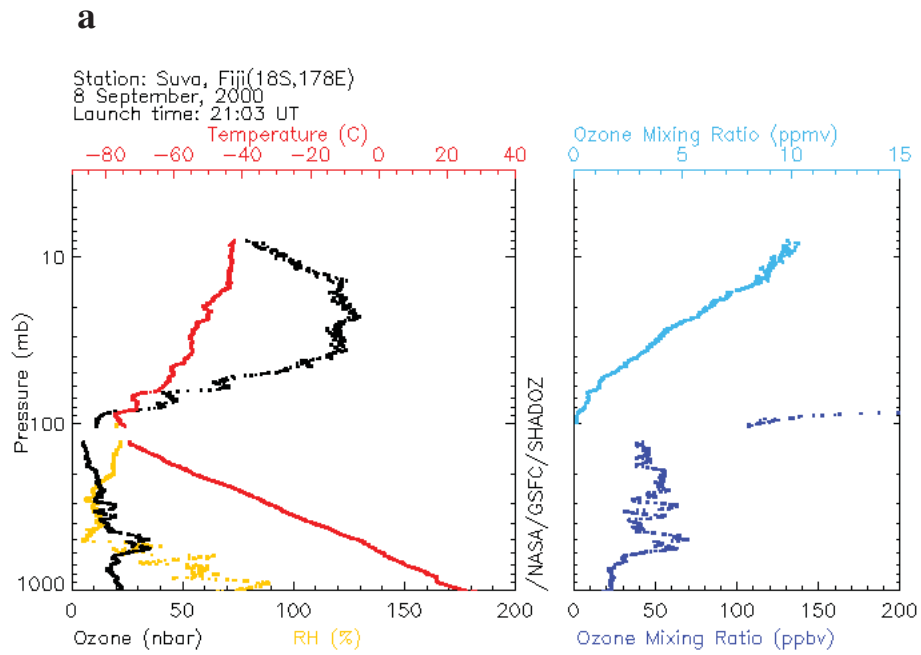 a
Station: Suva, Fiji(18S,178E)
8 September, 2000
Launch time: 21:03 UT
Temperature (C)
−80 −60 −40 −20 0 20 40
Ozone Mixing Ratio (ppmv)
0 5 10 15
Pressure (mb)
10
100
1000
0 50 100 150 200
Ozone (nbar) RH (%)
/NASA/GSFC/SHADOZ
0 50 100 150 200
Ozone Mixing Ratio (ppbv)